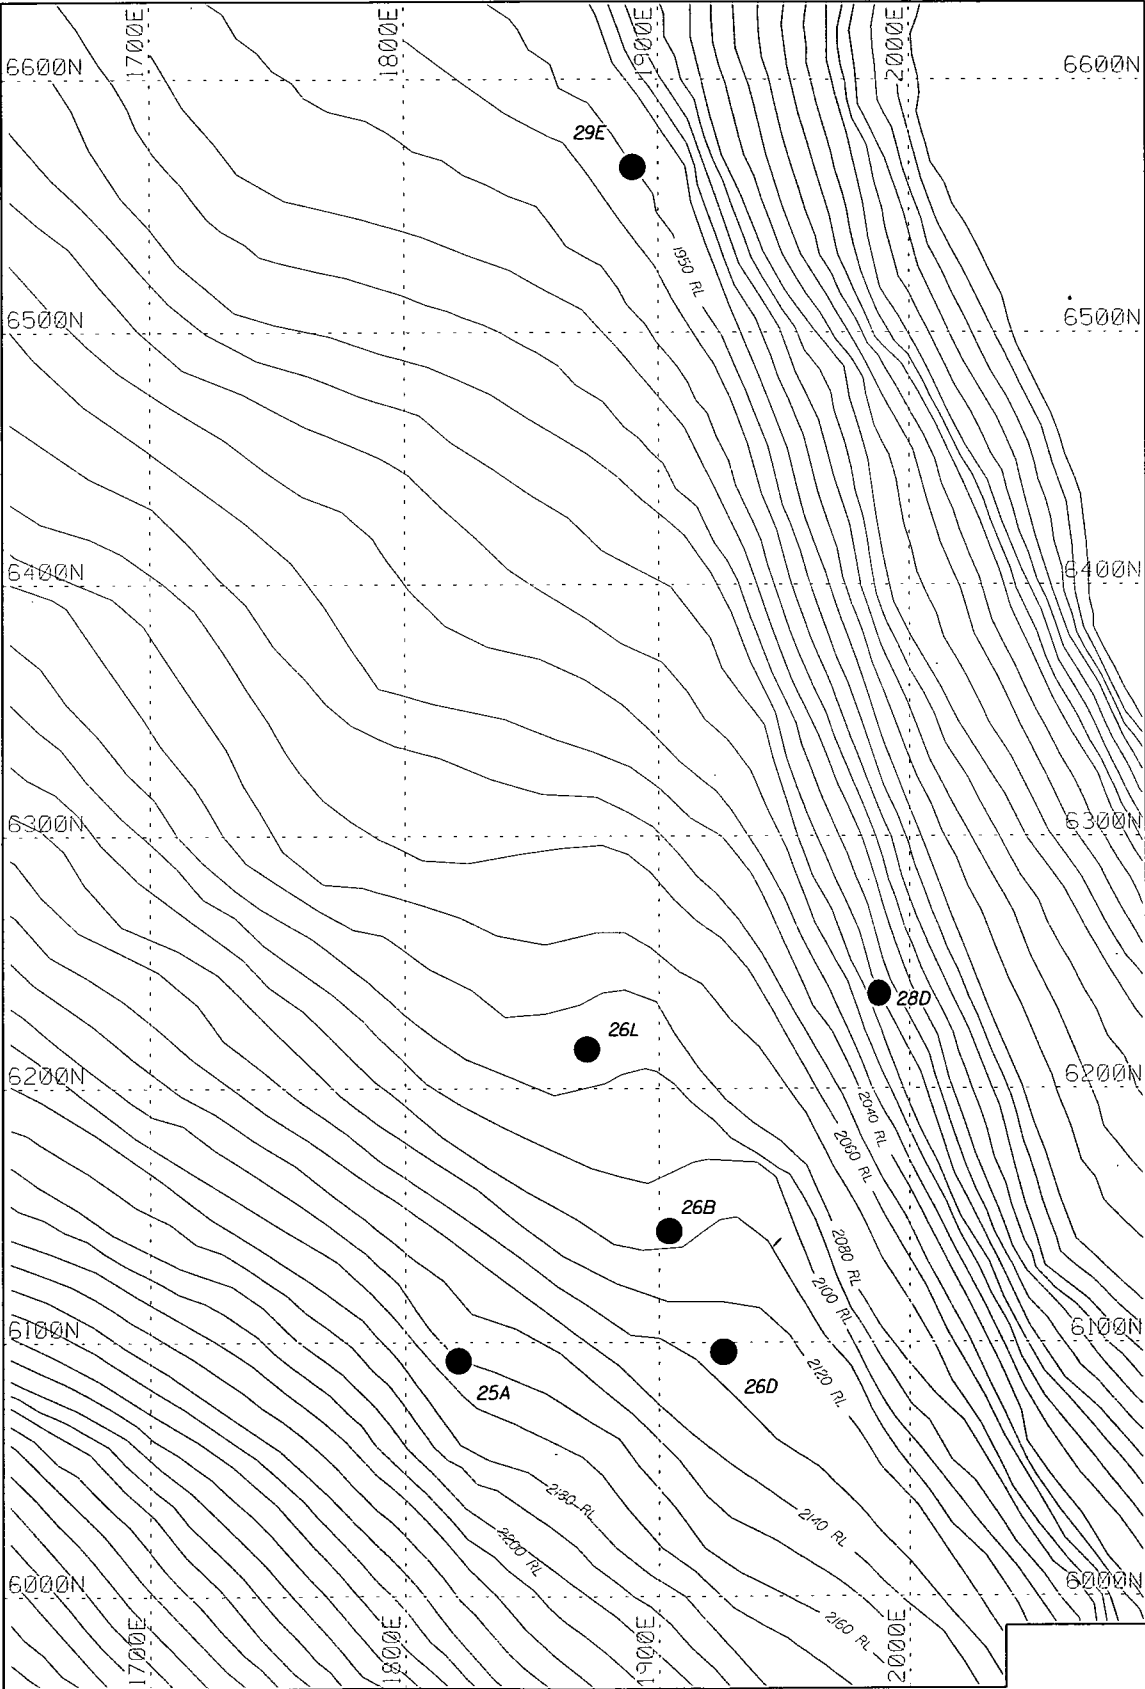 1700E
1800E
1900E
2000E
6600N
6600N
29E
1950 RL
6500N
6500N
6400N
6400N
6300N
6300N
28D
26L
6200N
6200N
2040 RL
2060 RL
26B
2080 RL
2100 RL
6100N
6100N
2120 RL
25A
26D
2180 RL
2140 RL
2200 RL
6000N
6000N
2160 RL
1700E
1800E
1900E
2000E